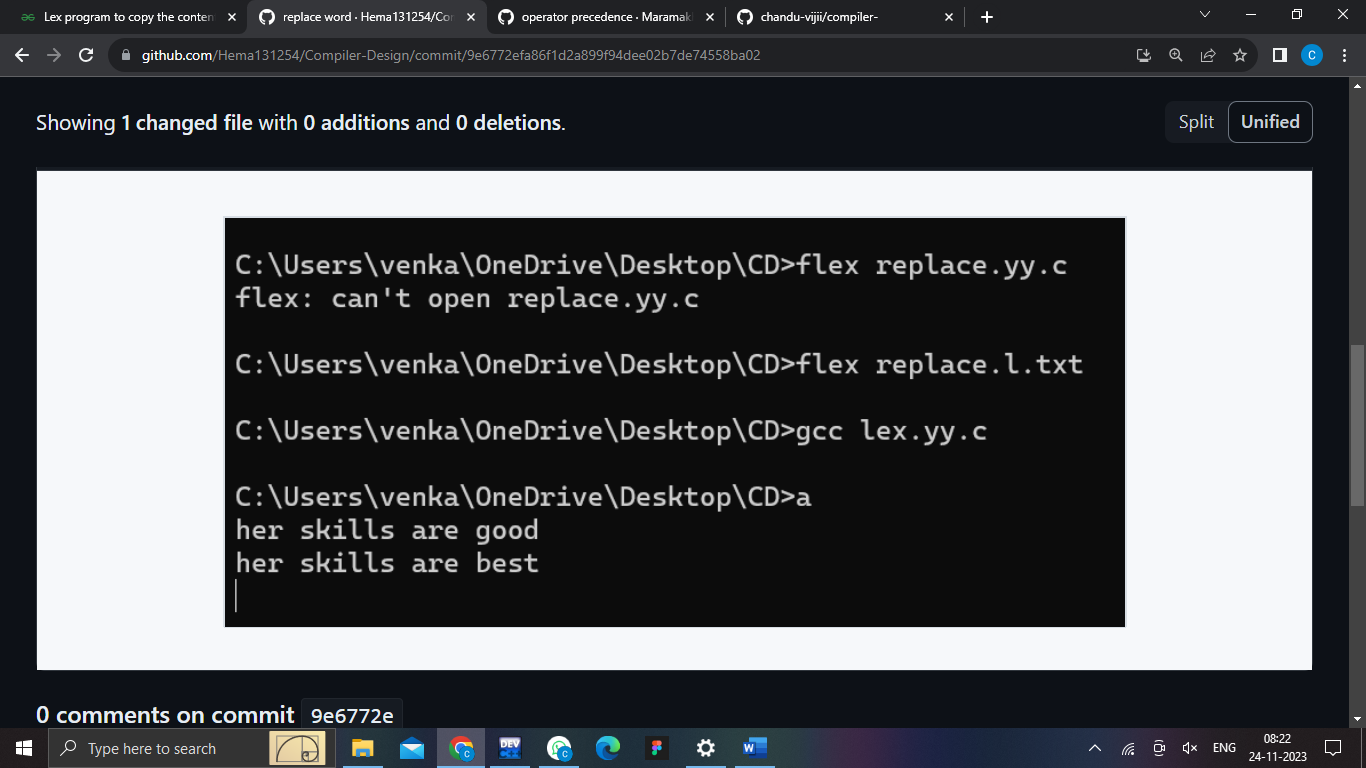 Lex program to copy the conten
replace word · Hema131254/Co
operator precedence · Maramak
chandu-vijii/compiler-
github.com/Hema131254/Compiler-Design/commit/9e6772efa86f1d2a899f94dee02b7de74558ba02
C
Showing 1 changed file with 0 additions and 0 deletions.
Split Unified
C:\Users\venka\OneDrive\Desktop\CD>flex replace.yy.c
flex: can't open replace.yy.c
C:\Users\venka\OneDrive\Desktop\CD>flex replace.l.txt
C:\Users\venka\OneDrive\Desktop\CD>gcc lex.yy.c
C:\Users\venka\OneDrive\Desktop\CD>a
her skills are good
her skills are best
0 comments on commit 9e6772e
Type here to search
C
DEV
C
ENG
08:22
24-11-2023